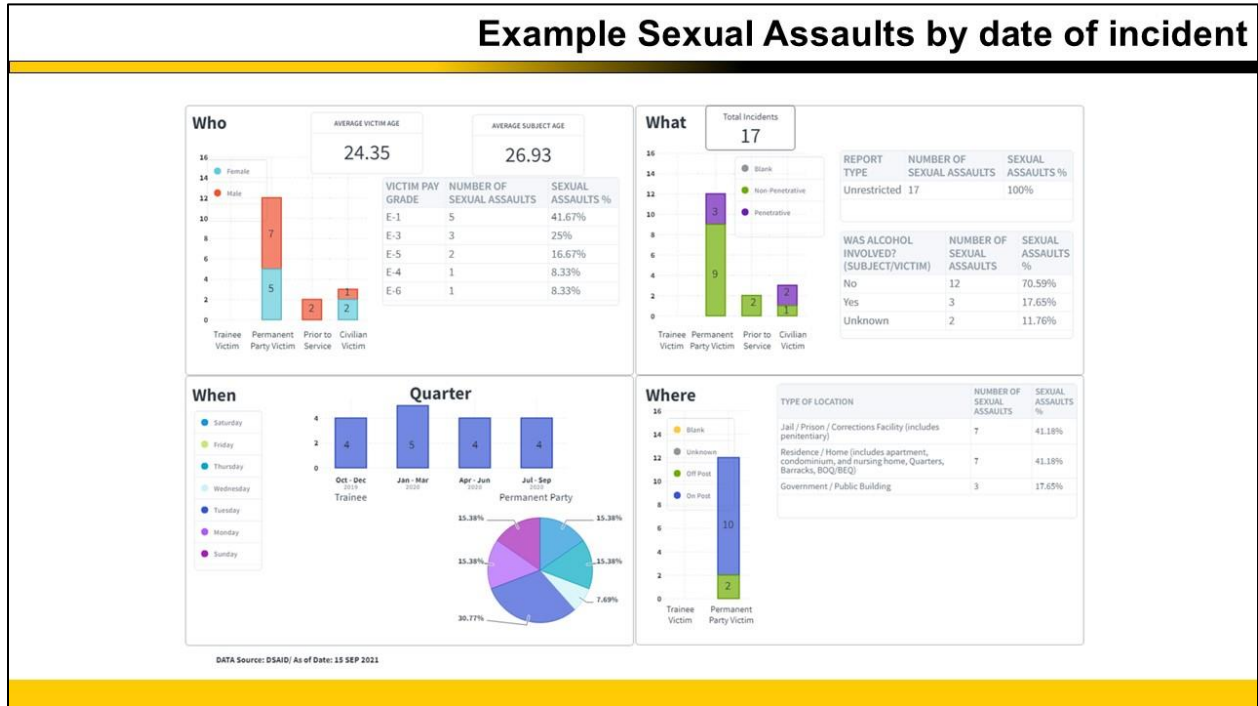 Example Sexual Assaults by date of incident
Who
AVERAGE VICTIM AGE
24.35
AVERAGE SUBJECT AGE
26.93
16
14
12
10
8
6
4
2
0
Female
Male
7
5
2
1
2
Trainee Victim
Permanent Party Victim
Prior to Service
Civilian Victim
VICTIM PAY GRADE NUMBER OF SEXUAL ASSAULTS SEXUAL ASSAULTS %
E-1 5 41.67%
E-3 3 25%
E-5 2 16.67%
E-4 1 8.33%
E-6 1 8.33%
What
Total Incidents
17
16
14
12
10
8
6
4
2
0
Blank
Non-Penetrative
Penetrative
3
9
2
2
1
Trainee Victim
Permanent Party Victim
Prior to Service
Civilian Victim
REPORT TYPE NUMBER OF SEXUAL ASSAULTS SEXUAL ASSAULTS %
Unrestricted 17 100%
WAS ALCOHOL INVOLVED? (SUBJECT/VICTIM) NUMBER OF SEXUAL ASSAULTS SEXUAL ASSAULTS %
No 12 70.59%
Yes 3 17.65%
Unknown 2 11.76%
When
Saturday
Friday
Thursday
Wednesday
Tuesday
Monday
Sunday
Quarter
4
2
0
4
5
4
4
Oct - Dec
2019
Jan - Mar
2020
Apr - Jun
2020
Jul - Sep
2020
Trainee
Permanent Party
15.38%
15.38%
15.38%
15.38%
7.69%
30.77%
Where
16
14
12
10
8
6
4
2
0
Blank
Unknown
Off Post
On Post
10
2
Trainee Victim
Permanent Party Victim
TYPE OF LOCATION NUMBER OF SEXUAL ASSAULTS SEXUAL ASSAULTS %
Jail / Prison / Corrections Facility (includes
penitentiary) 7 41.18%
Residence / Home (includes apartment,
condominium, and nursing home, Quarters, 7 41.18%
Barracks, BOQ/BEQ)
Government / Public Building 3 17.65%
DATA Source: DSAID/ As of Date: 15 SEP 2021